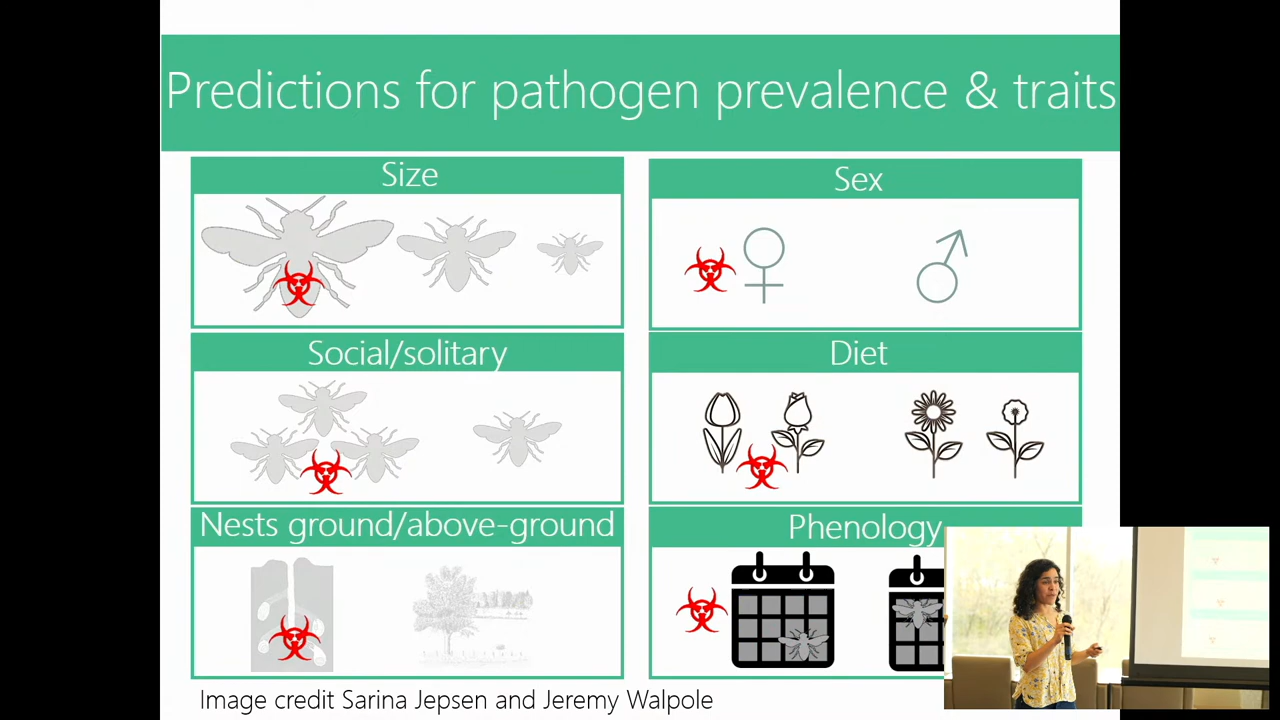 Predictions for pathogen prevalence & traits
Size
Sex
Social/solitary
Diet
Nests ground/above-ground
Phenology
Image credit Sarina Jepsen and Jeremy Walpole